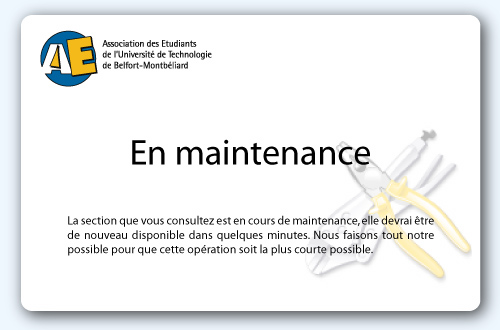 AE
Association des Etudiants
de l'Université de Technologie
de Belfort-Montbéliard
En maintenance
La section que vous consultez est en cours de maintenance, elle devrai être
de nouveau disponible dans quelques minutes. Nous faisons tout notre
possible pour que cette opération soit la plus courte possible.